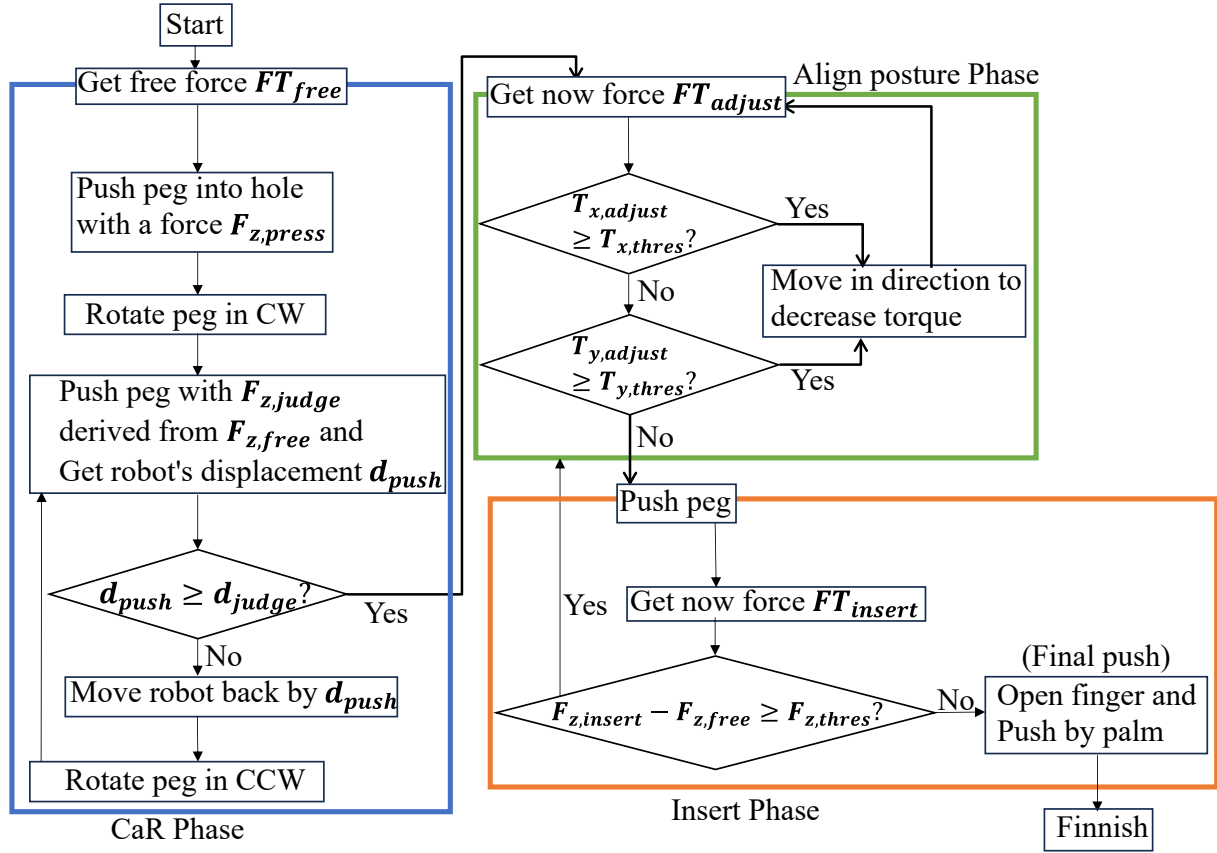 Start
Get free force FT_free
Push peg into hole
with a force F_z,press
Rotate peg in CW
Push peg with F_z,judge
derived from F_z,free and
Get robot's displacement d_push
d_push ≥ d_judge?
Yes
No
Move robot back by d_push
Rotate peg in CCW
CaR Phase
Align posture Phase
Get now force FT_adjust
T_x,adjust
≥ T_x,thres?
Yes
No
Move in direction to
decrease torque
T_y,adjust
≥ T_y,thres?
Yes
No
Push peg
Get now force FT_insert
Yes
F_z,insert − F_z,free ≥ F_z,thres?
No
(Final push)
Open finger and
Push by palm
Insert Phase
Finnish